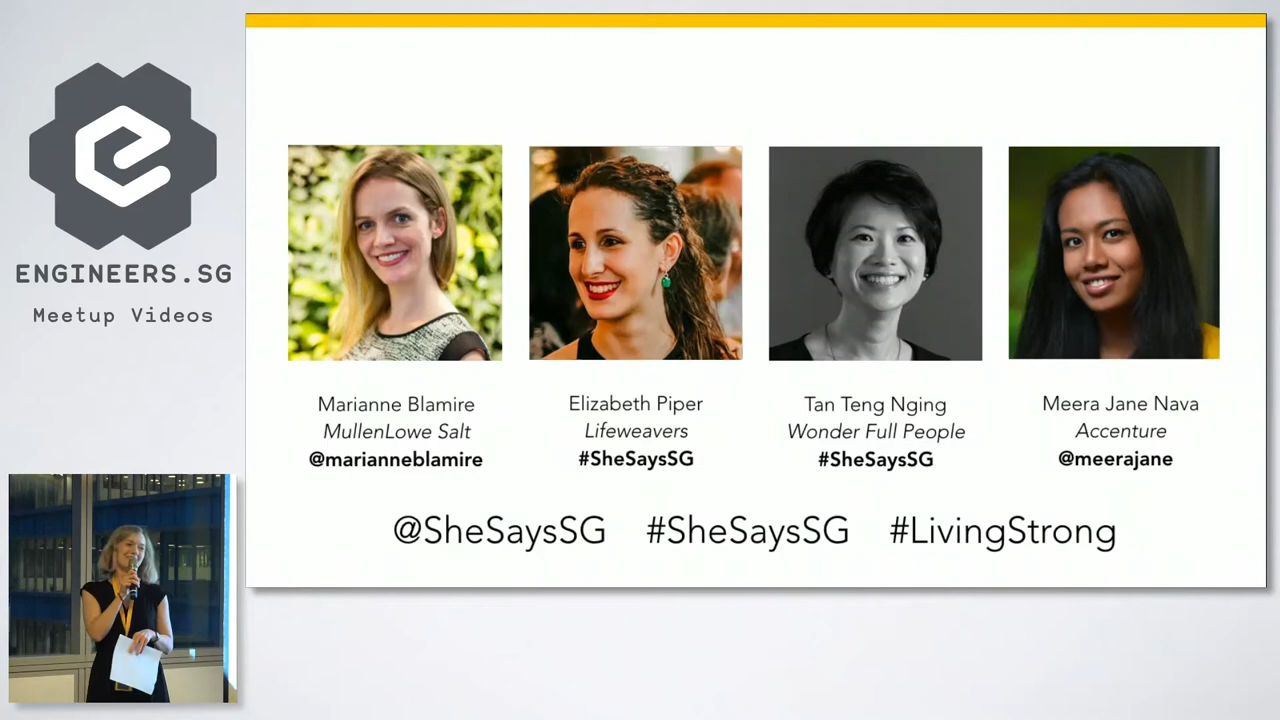 ENGINEERS.SG
Meetup Videos
Marianne Blamire
MullenLowe Salt
@marianneblamire
Elizabeth Piper
Lifeweavers
#SheSaysSG
Tan Teng Nging
Wonder Full People
#SheSaysSG
Meera Jane Nava
Accenture
@meerajane
@SheSaysSG #SheSaysSG #LivingStrong